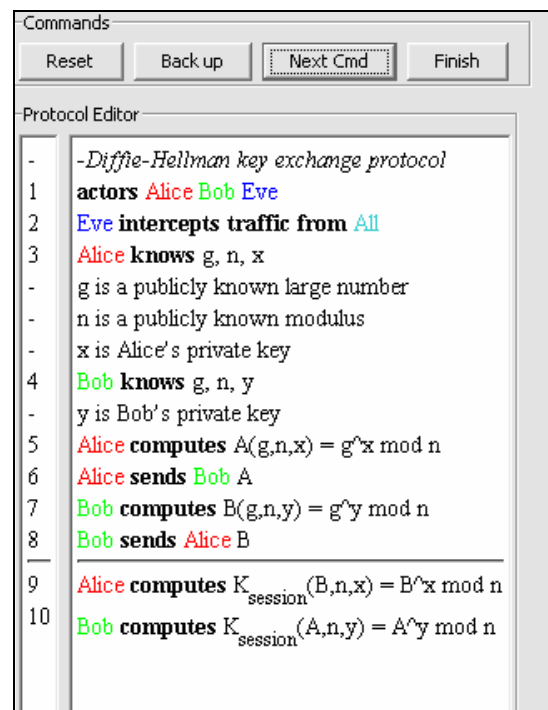 Commands
Reset Back up Next Cmd Finish
Protocol Editor
- -Diffie-Hellman key exchange protocol
1 actors Alice Bob Eve
2 Eve intercepts traffic from All
3 Alice knows g, n, x
- g is a publicly known large number
- n is a publicly known modulus
- x is Alice's private key
4 Bob knows g, n, y
- y is Bob's private key
5 Alice computes A(g,n,x) = g^x mod n
6 Alice sends Bob A
7 Bob computes B(g,n,y) = g^y mod n
8 Bob sends Alice B
9 Alice computes K_session(B,n,x) = B^x mod n
10 Bob computes K_session(A,n,y) = A^y mod n